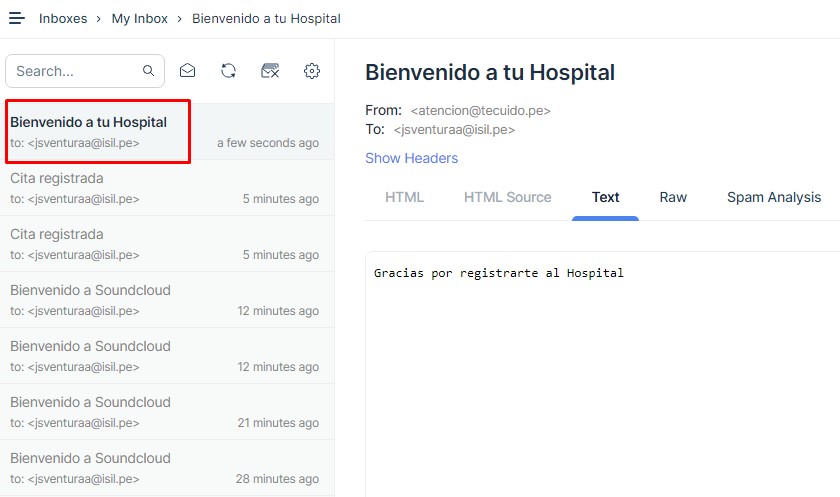 Inboxes › My Inbox › Bienvenido a tu Hospital
Search...
Bienvenido a tu Hospital
to: <jsventuraa@isil.pe> a few seconds ago
Cita registrada
to: <jsventuraa@isil.pe> 5 minutes ago
Cita registrada
to: <jsventuraa@isil.pe> 5 minutes ago
Bienvenido a Soundcloud
to: <jsventuraa@isil.pe> 12 minutes ago
Bienvenido a Soundcloud
to: <jsventuraa@isil.pe> 12 minutes ago
Bienvenido a Soundcloud
to: <jsventuraa@isil.pe> 21 minutes ago
Bienvenido a Soundcloud
to: <jsventuraa@isil.pe> 28 minutes ago
Bienvenido a tu Hospital
From: <atencion@tecuido.pe>
To: <jsventuraa@isil.pe>
Show Headers
HTML HTML Source Text Raw Spam Analysis
Gracias por registrarte al Hospital